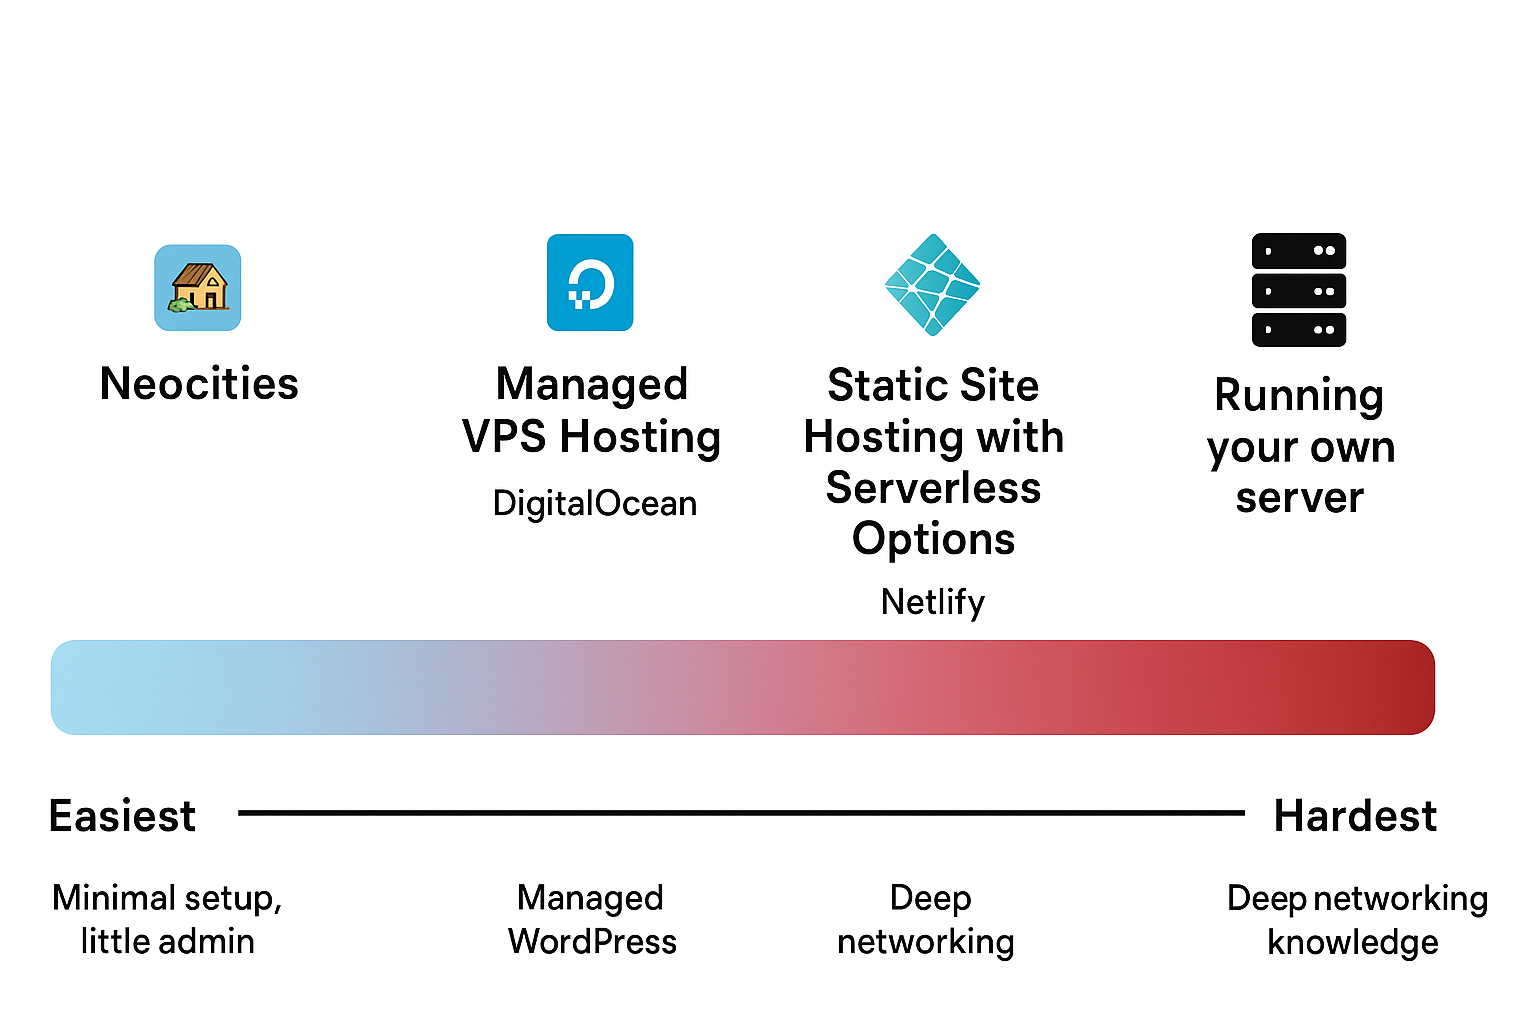 Neocities
Managed
VPS Hosting
DigitalOcean
Static Site
Hosting with
Serverless
Options
Netlify
Running
your own
server
Easiest
Hardest
Minimal setup,
little admin
Managed
WordPress
Deep
networking
Deep networking
knowledge